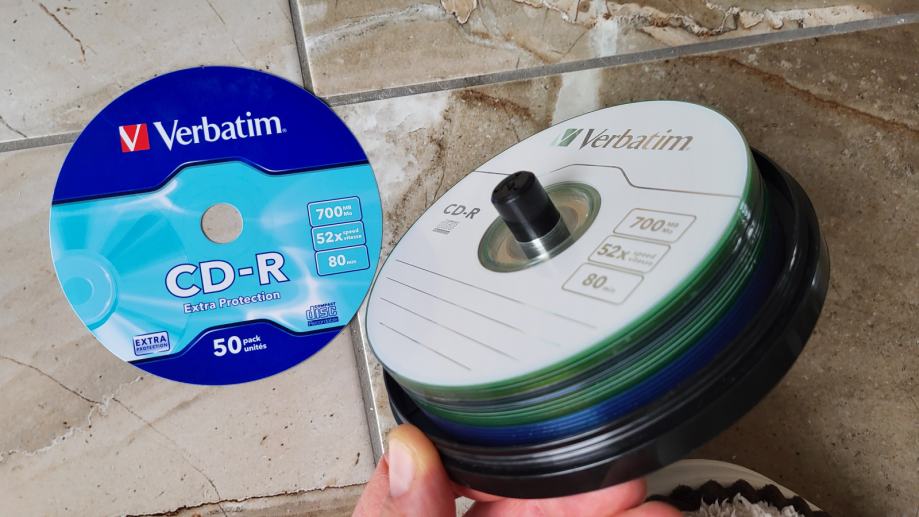 Verbatim
700 MB
Mo
52x speed
vitesse
80 min
CD-R
Extra Protection
COMPACT
disc
EXTRA
PROTECTION
50 pack
unités
Verbatim
CD-R
700 MB
Mo
52x speed
vitesse
80 min